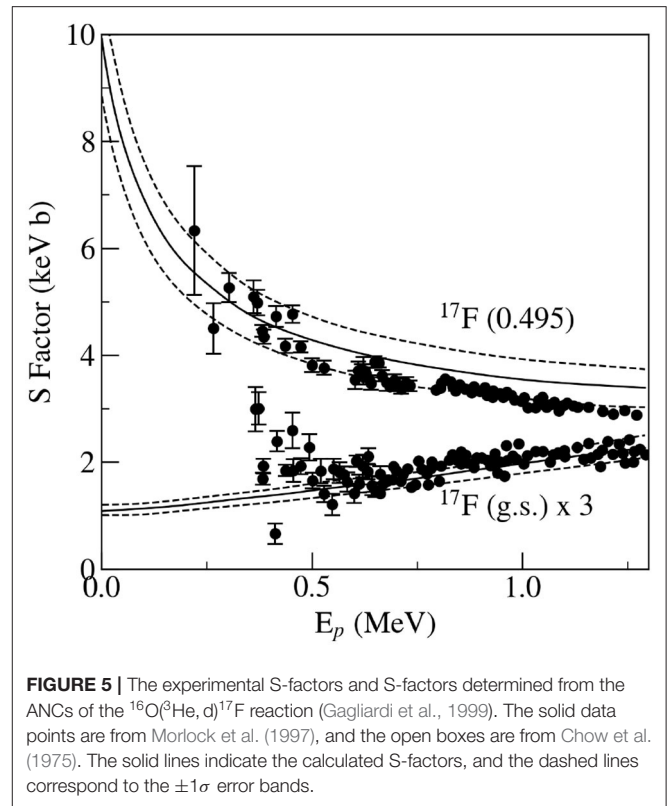 10
8
6
4
2
0
S Factor (keV b)
¹⁷F (0.495)
¹⁷F (g.s.) x 3
0.0 0.5 1.0
Eₚ (MeV)
FIGURE 5 | The experimental S-factors and S-factors determined from the
ANCs of the ¹⁶O(³He, d)¹⁷F reaction (Gagliardi et al., 1999). The solid data
points are from Morlock et al. (1997), and the open boxes are from Chow et al.
(1975). The solid lines indicate the calculated S-factors, and the dashed lines
correspond to the ±1σ error bands.